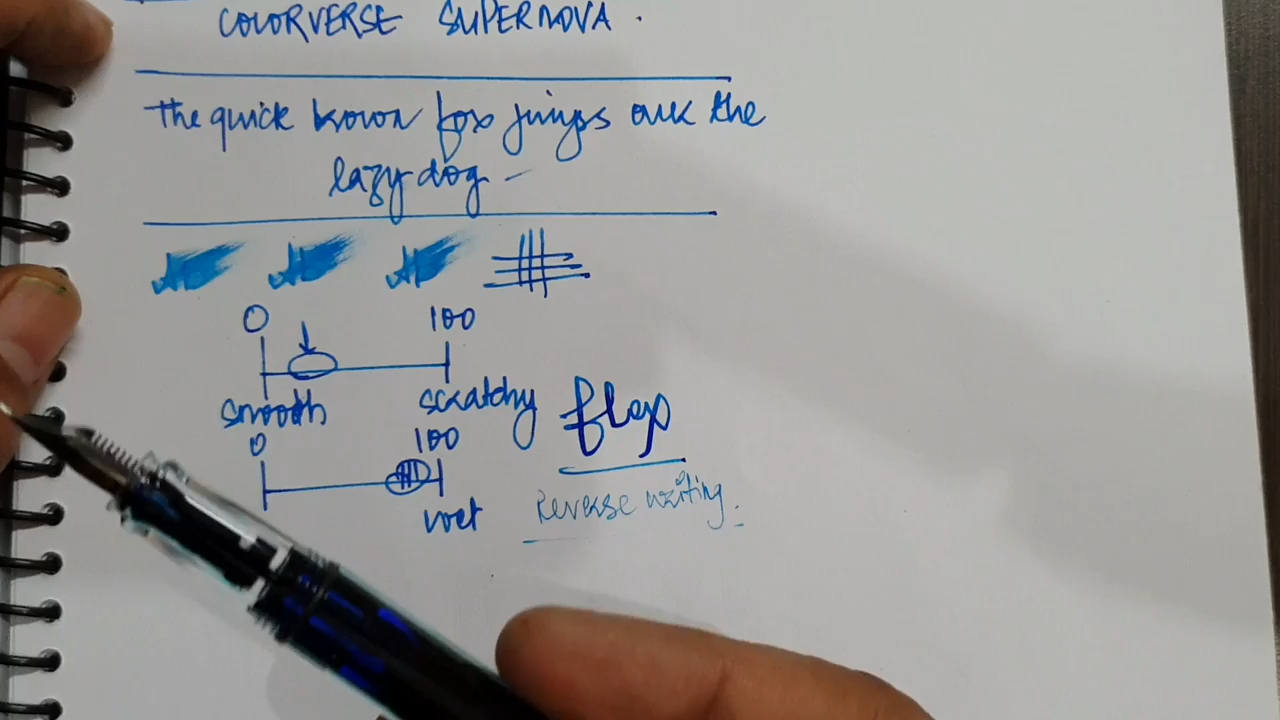 COLORVERSE SUPERNOVA.
The quick brown fox jumps over the
lazy dog -
0 100
smooth scratchy
flex
0 100
wet
Reverse writing.